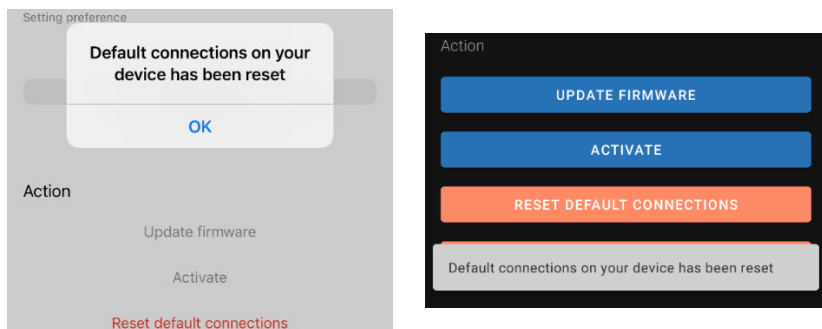 Setting preference
Default connections on your
device has been reset
OK
Action
Update firmware
Activate
Reset default connections
Action
UPDATE FIRMWARE
ACTIVATE
RESET DEFAULT CONNECTIONS
Default connections on your device has been reset